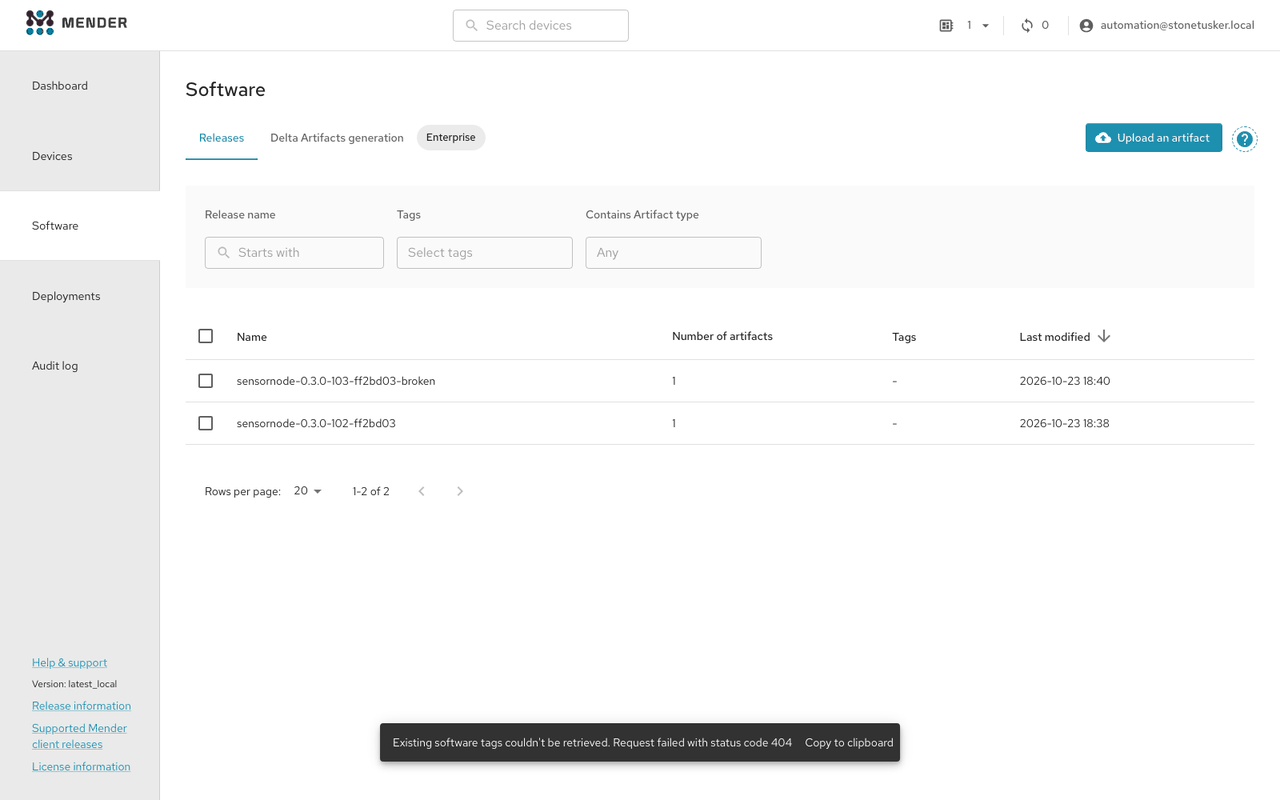 MENDER
Search devices
1
0
automation@stonetusker.local
Dashboard
Devices
Software
Deployments
Audit log
Help & support
Version: latest_local
Release information
Supported Mender
client releases
License information
Software
Releases
Delta Artifacts generation
Enterprise
Upload an artifact
?
Release name
Tags
Contains Artifact type
Starts with
Select tags
Any
Name
Number of artifacts
Tags
Last modified
sensornode-0.3.0-103-ff2bd03-broken
1
-
2026-10-23 18:40
sensornode-0.3.0-102-ff2bd03
1
-
2026-10-23 18:38
Rows per page:
20
1-2 of 2
Existing software tags couldn't be retrieved. Request failed with status code 404
Copy to clipboard